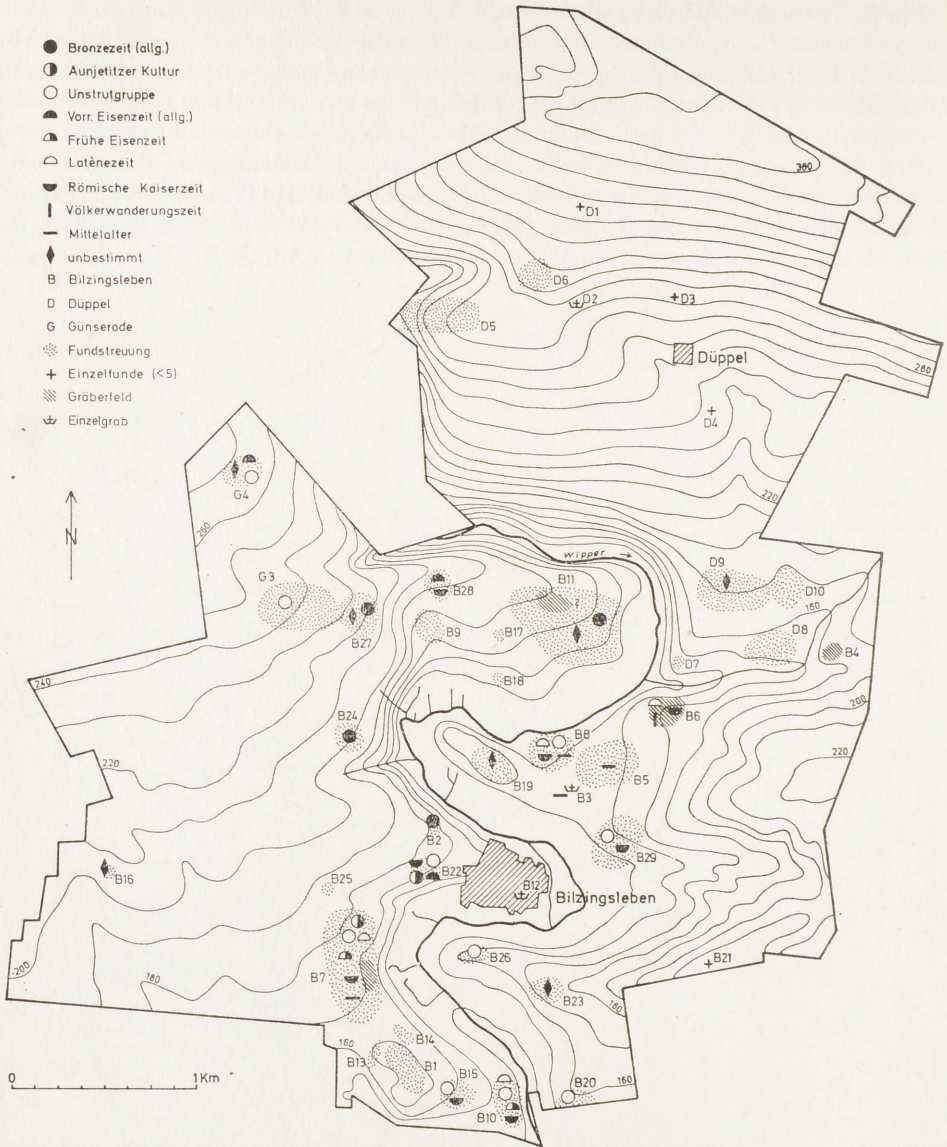 Bronzezeit (allg.)
Aunjetitzer Kultur
Unstrutgruppe
Vorr. Eisenzeit (allg.)
Frühe Eisenzeit
Latènezeit
Römische Kaiserzeit
Völkerwanderungszeit
Mittelalter
unbestimmt
B Bilzingsleben
D Düppel
G Günserode
Fundstreuung
Einzelfunde (<5)
Gräberfeld
Einzelgrab
N
380
D1
D6
D2
D3
D5
Düppel
280
D4
220
G4
260
Wipper →
G3
B28
B11
D9
D10
180
B27
B9
B17
D8
B4
D7
B18
240
B6
200
B24
B8
220
220
B19
B5
B3
B2
B29
B22
B16
B25
B12
Bilzingsleben
B26
B21
200
180
B7
B23
180
B14
160
B13
B1
B15
B20
160
B10
0 1Km